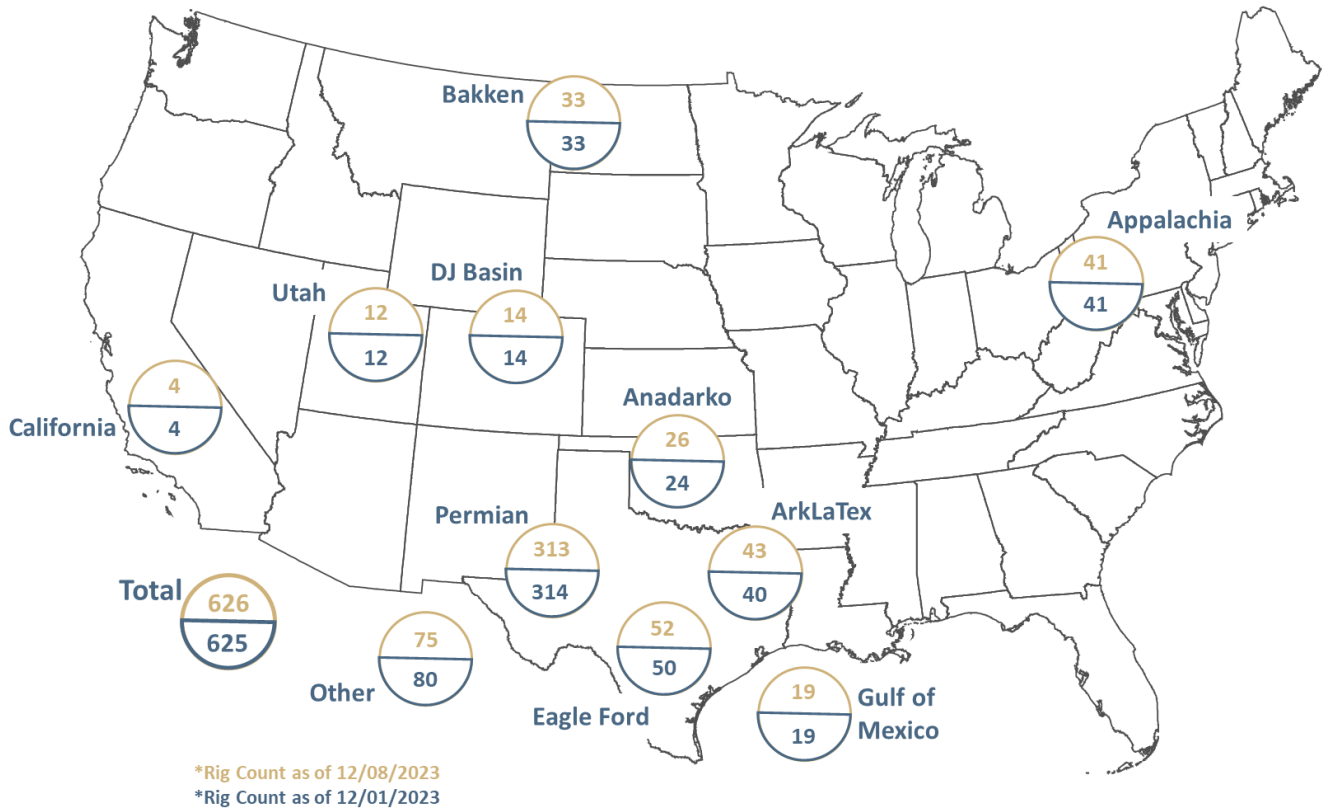 Bakken
33
33
Appalachia
41
41
DJ Basin
14
14
Utah
12
12
California
4
4
Anadarko
26
24
ArkLaTex
43
40
Permian
313
314
Total
626
625
Other
75
80
Eagle Ford
52
50
Gulf of
Mexico
19
19
*Rig Count as of 12/08/2023
*Rig Count as of 12/01/2023